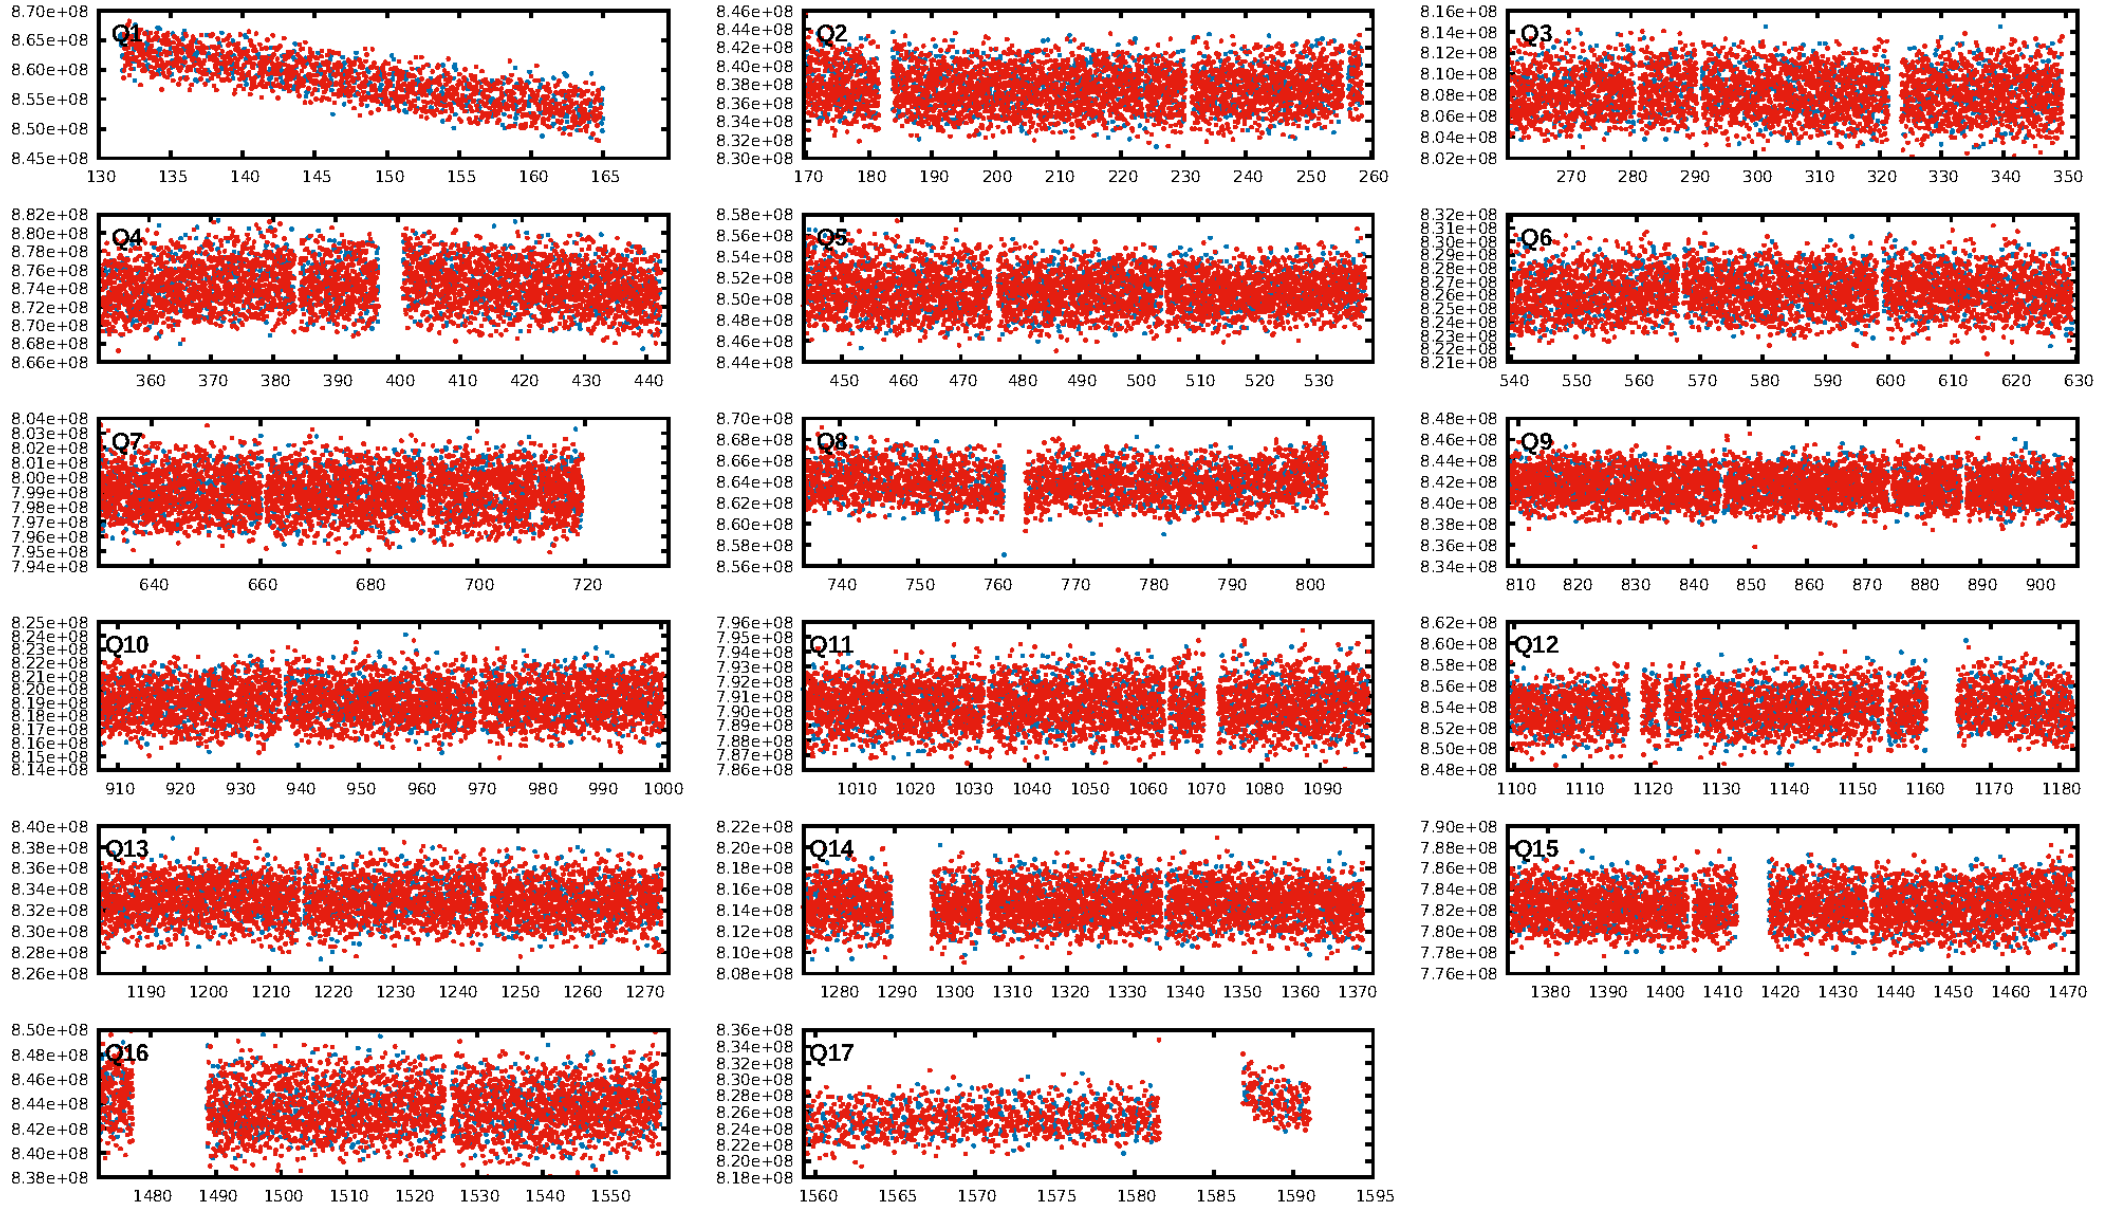 8.70e+08
8.65e+08
8.60e+08
8.55e+08
8.50e+08
8.45e+08
Q1
130 135 140 145 150 155 160 165
8.46e+08
8.44e+08
8.42e+08
8.40e+08
8.38e+08
8.36e+08
8.34e+08
8.32e+08
8.30e+08
Q2
170 180 190 200 210 220 230 240 250 260
8.16e+08
8.14e+08
8.12e+08
8.10e+08
8.08e+08
8.06e+08
8.04e+08
8.02e+08
Q3
270 280 290 300 310 320 330 340 350
8.82e+08
8.80e+08
8.78e+08
8.76e+08
8.74e+08
8.72e+08
8.70e+08
8.68e+08
8.66e+08
Q4
360 370 380 390 400 410 420 430 440
8.58e+08
8.56e+08
8.54e+08
8.52e+08
8.50e+08
8.48e+08
8.46e+08
8.44e+08
Q5
450 460 470 480 490 500 510 520 530
8.32e+08
8.31e+08
8.30e+08
8.29e+08
8.28e+08
8.27e+08
8.26e+08
8.25e+08
8.24e+08
8.23e+08
8.22e+08
8.21e+08
Q6
540 550 560 570 580 590 600 610 620 630
8.04e+08
8.03e+08
8.02e+08
8.01e+08
8.00e+08
7.99e+08
7.98e+08
7.97e+08
7.96e+08
7.95e+08
7.94e+08
Q7
640 660 680 700 720
8.70e+08
8.68e+08
8.66e+08
8.64e+08
8.62e+08
8.60e+08
8.58e+08
8.56e+08
Q8
740 750 760 770 780 790 800
8.48e+08
8.46e+08
8.44e+08
8.42e+08
8.40e+08
8.38e+08
8.36e+08
8.34e+08
Q9
810 820 830 840 850 860 870 880 890 900
8.25e+08
8.24e+08
8.23e+08
8.22e+08
8.21e+08
8.20e+08
8.19e+08
8.18e+08
8.17e+08
8.16e+08
8.15e+08
8.14e+08
Q10
910 920 930 940 950 960 970 980 990 1000
7.96e+08
7.95e+08
7.94e+08
7.93e+08
7.92e+08
7.91e+08
7.90e+08
7.89e+08
7.88e+08
7.87e+08
7.86e+08
Q11
1010 1020 1030 1040 1050 1060 1070 1080 1090
8.62e+08
8.60e+08
8.58e+08
8.56e+08
8.54e+08
8.52e+08
8.50e+08
8.48e+08
Q12
1100 1110 1120 1130 1140 1150 1160 1170 1180
8.40e+08
8.38e+08
8.36e+08
8.34e+08
8.32e+08
8.30e+08
8.28e+08
8.26e+08
Q13
1190 1200 1210 1220 1230 1240 1250 1260 1270
8.22e+08
8.20e+08
8.18e+08
8.16e+08
8.14e+08
8.12e+08
8.10e+08
8.08e+08
Q14
1280 1290 1300 1310 1320 1330 1340 1350 1360 1370
7.90e+08
7.88e+08
7.86e+08
7.84e+08
7.82e+08
7.80e+08
7.78e+08
7.76e+08
Q15
1380 1390 1400 1410 1420 1430 1440 1450 1460 1470
8.50e+08
8.48e+08
8.46e+08
8.44e+08
8.42e+08
8.40e+08
8.38e+08
Q16
1480 1490 1500 1510 1520 1530 1540 1550
8.36e+08
8.34e+08
8.32e+08
8.30e+08
8.28e+08
8.26e+08
8.24e+08
8.22e+08
8.20e+08
8.18e+08
Q17
1560 1565 1570 1575 1580 1585 1590 1595